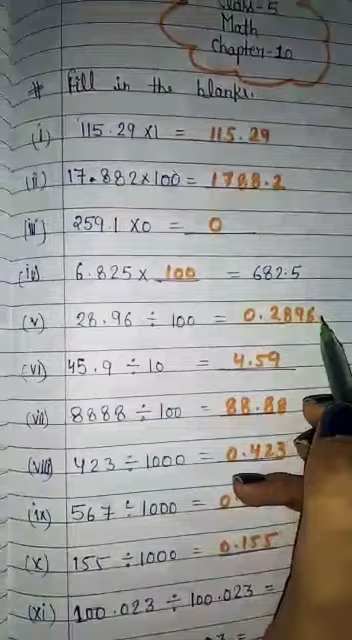 Class-5
Math
Chapter-10
# Fill in the blanks.
(i) 115.29 x 1 = 115.29
(ii) 17.882 x 100 = 1788.2
(iii) 259.1 x 0 = 0
(iv) 6.825 x 100 = 682.5
(v) 28.96 ÷ 100 = 0.2896
(vi) 45.9 ÷ 10 = 4.59
(vii) 8888 ÷ 100 = 88.88
(viii) 423 ÷ 1000 = 0.423
(ix) 567 ÷ 1000 = 0
(x) 155 ÷ 1000 = 0.155
(xi) 100.023 ÷ 100.023 =